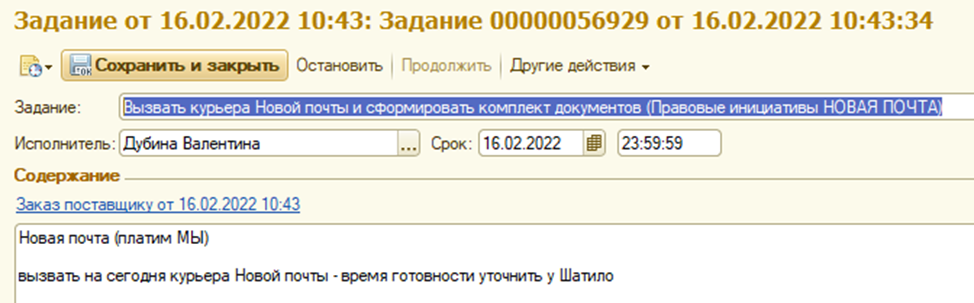 Задание от 16.02.2022 10:43: Задание 00000056929 от 16.02.2022 10:43:34
Сохранить и закрыть Остановить Продолжить Другие действия
Задание: Вызвать курьера Новой почты и сформировать комплект документов (Правовые инициативы НОВАЯ ПОЧТА)
Исполнитель: Дубина Валентина ... Срок: 16.02.2022 23:59:59
Содержание
Заказ поставщику от 16.02.2022 10:43
Новая почта (платим МЫ)
вызвать на сегодня курьера Новой почты - время готовности уточнить у Шатило